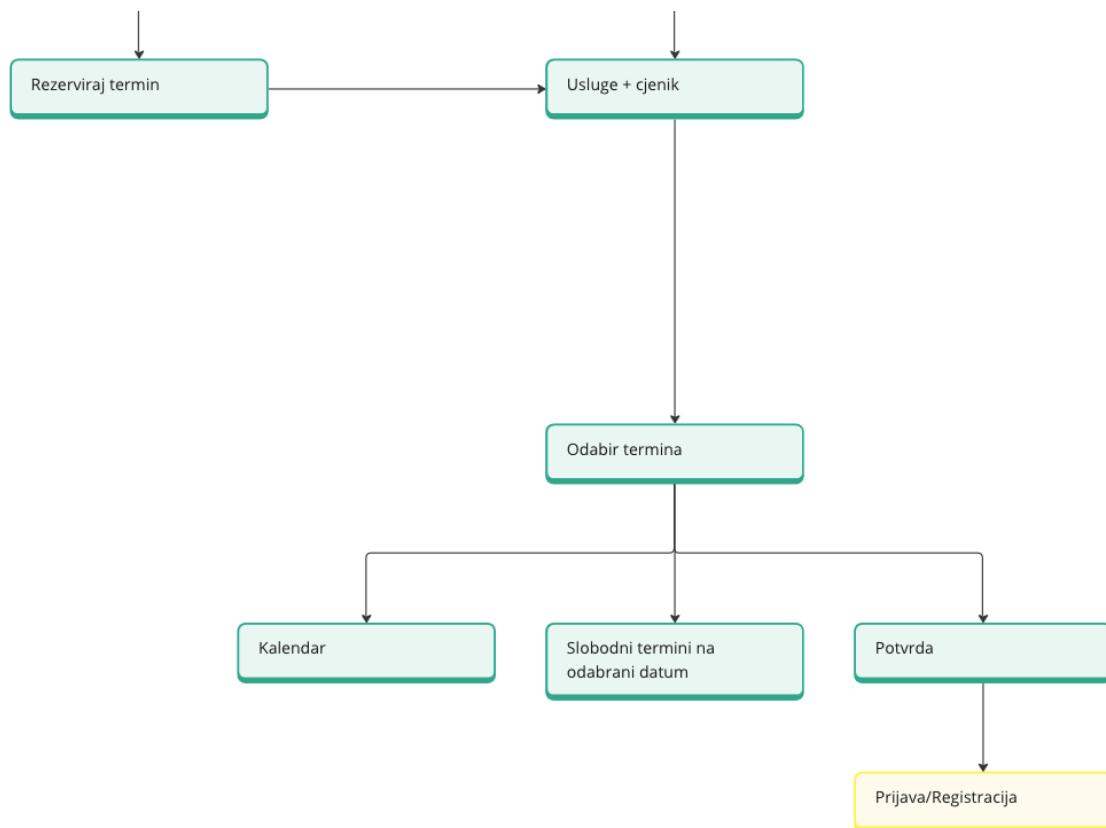 Rezerviraj termin
Usluge + cjenik
Odabir termina
Kalendar
Slobodni termini na
odabrani datum
Potvrda
Prijava/Registracija